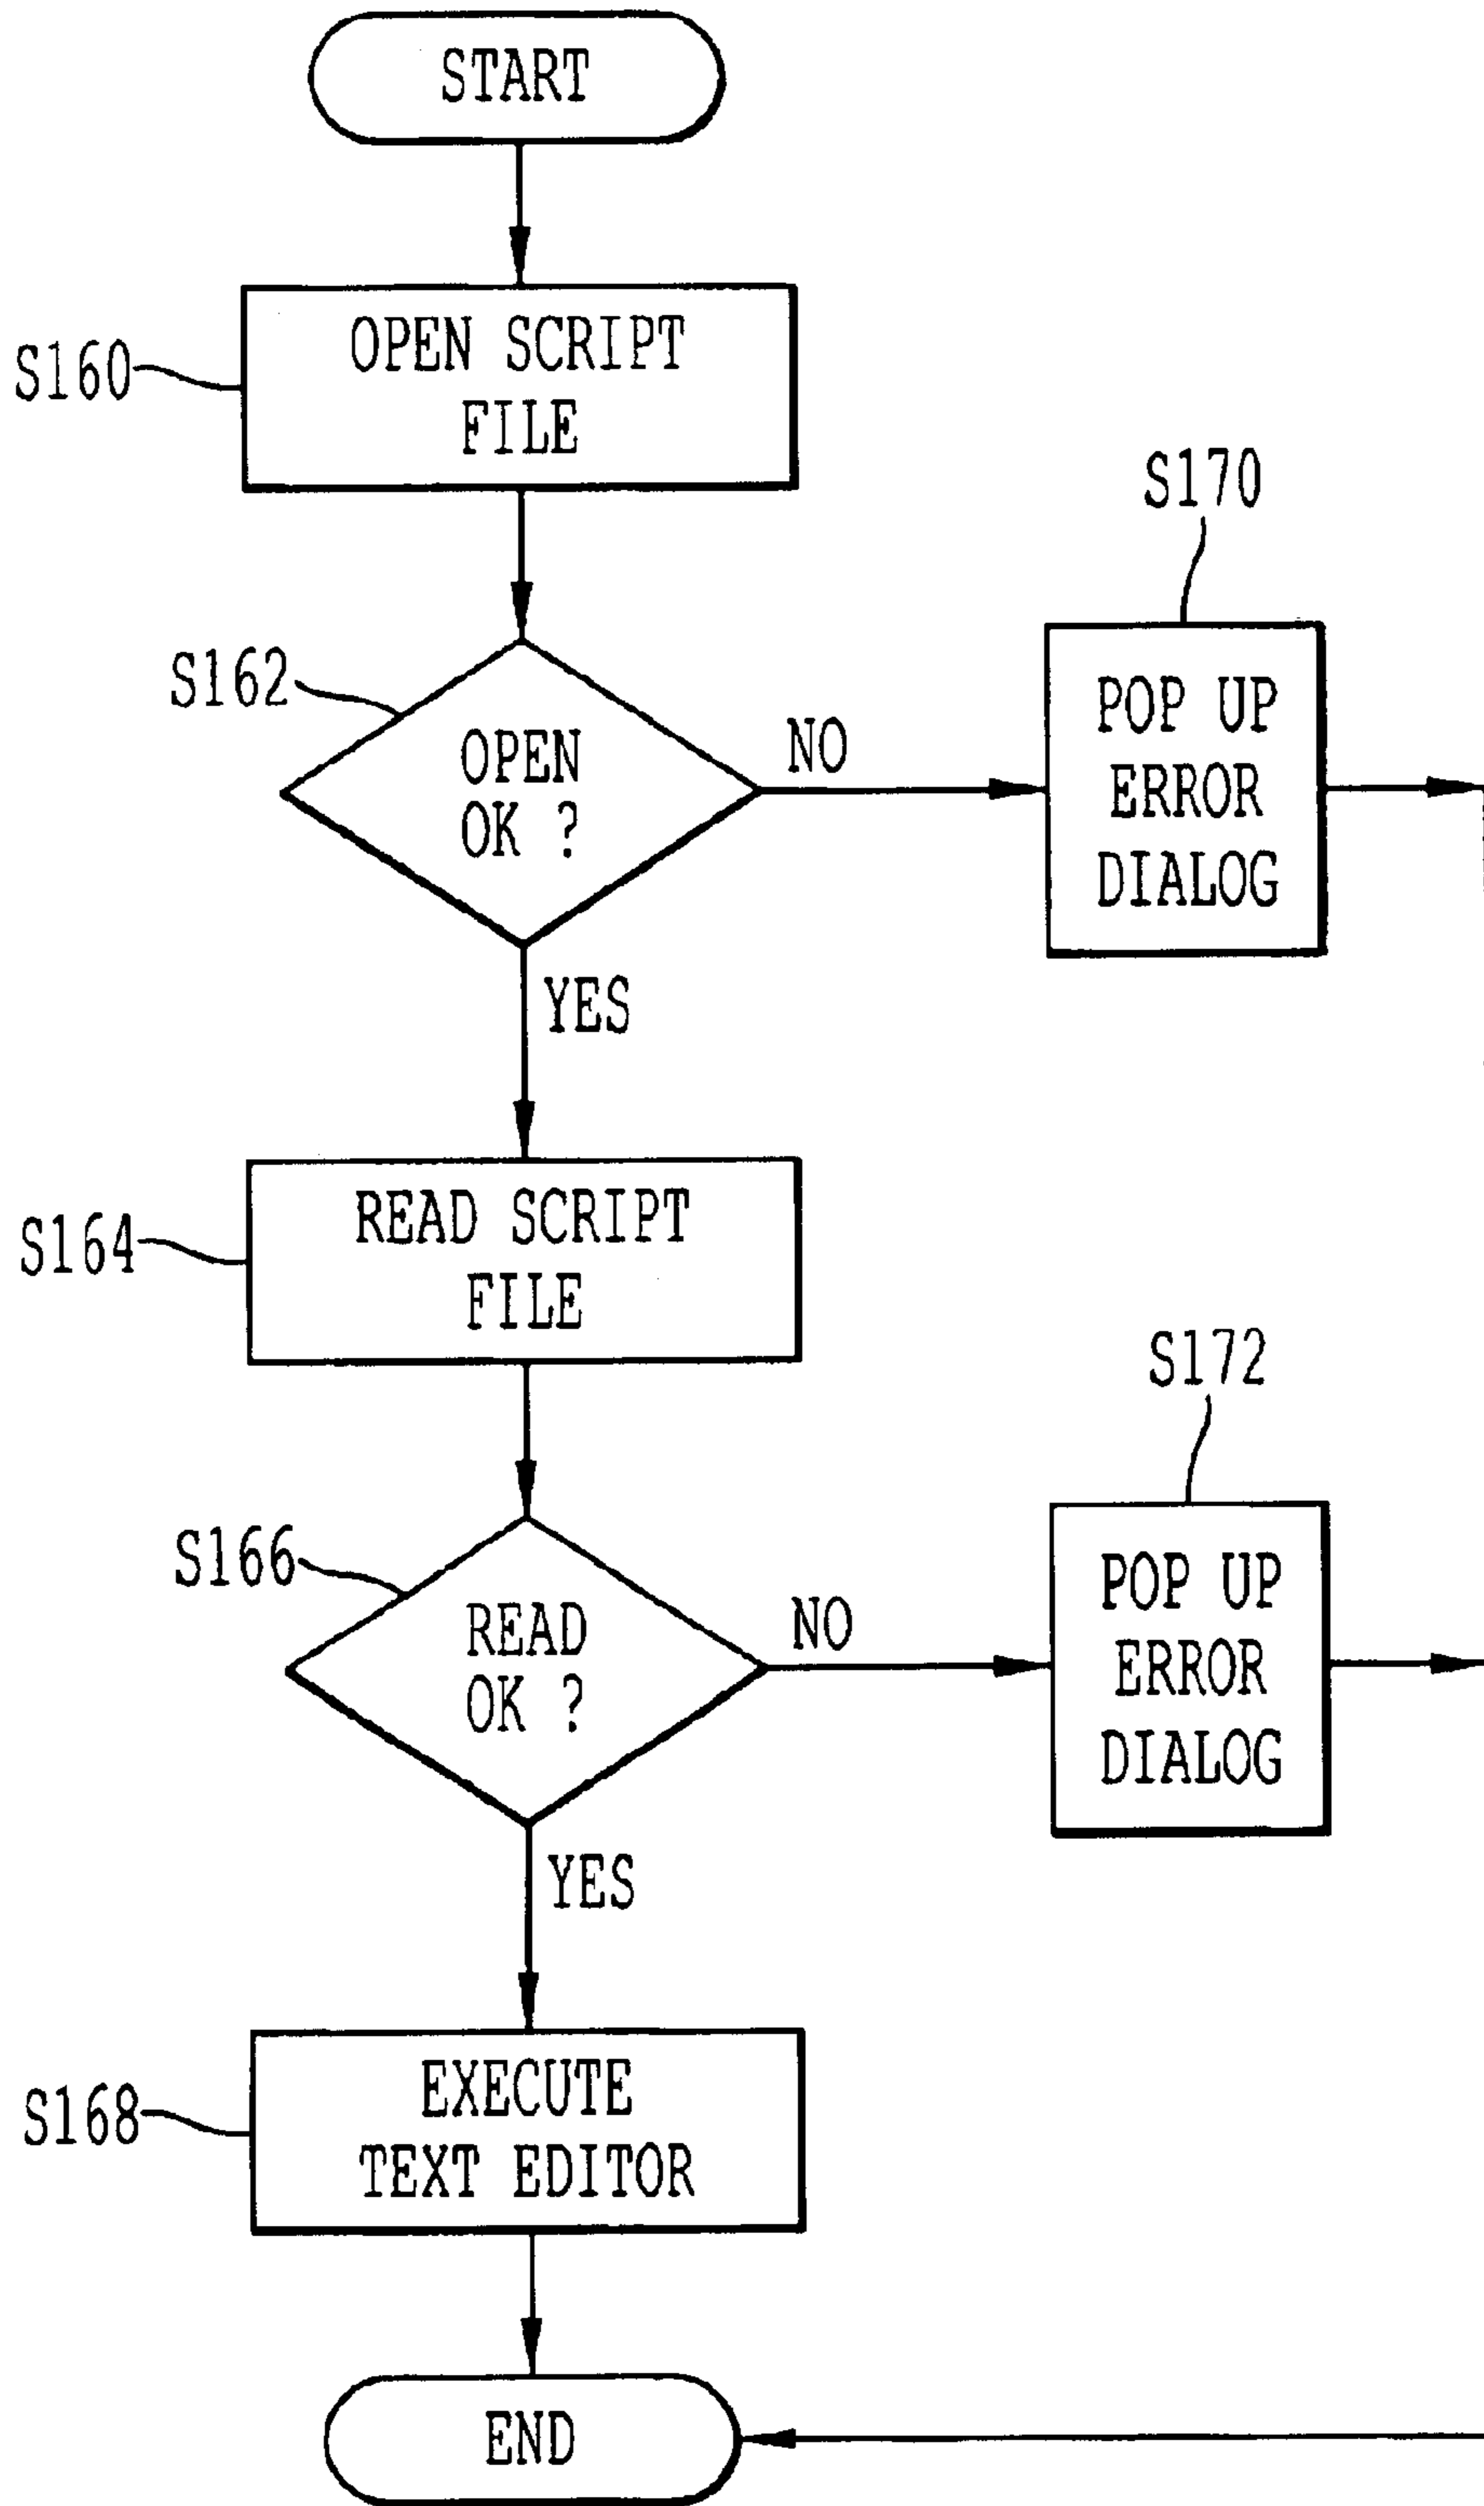 START
S160
OPEN SCRIPT
FILE
S170
S162
OPEN
OK ?
NO
POP UP
ERROR
DIALOG
YES
S164
READ SCRIPT
FILE
S172
S166
READ
OK ?
NO
POP UP
ERROR
DIALOG
YES
S168
EXECUTE
TEXT EDITOR
END